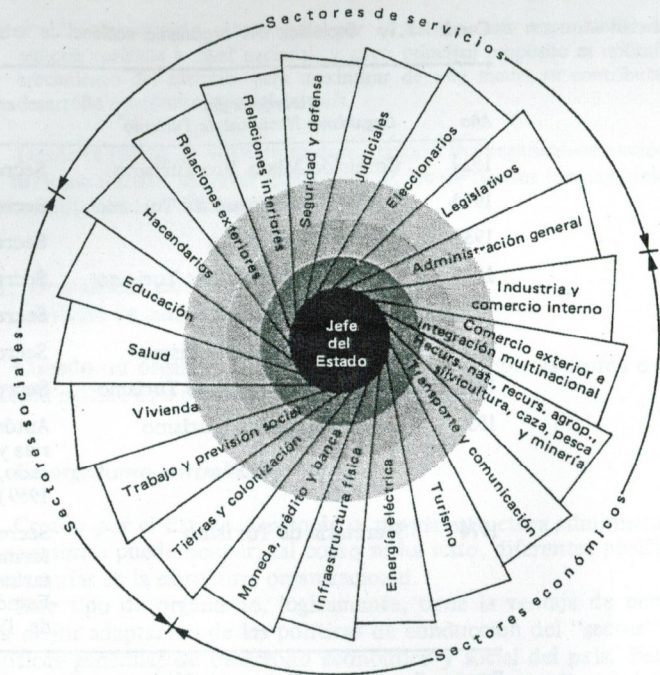 Sectores de servicios
Hacendarios
Relaciones exteriores
Relaciones interiores
Seguridad y defensa
Judiciales
Eleccionarios
Legislativos
Administración general
Industria y
comercio interno
Comercio exterior e
integración multinacional
Recurs. nat., recurs. agrop.,
silvicultura, caza, pesca
y minería
Transporte y comunicación
Turismo
Energía eléctrica
Infraestructura física
Moneda, crédito y banca
Tierras y colonización
Trabajo y previsión social
Vivienda
Salud
Educación
Jefe
del
Estado
Sectores sociales
Sectores económicos